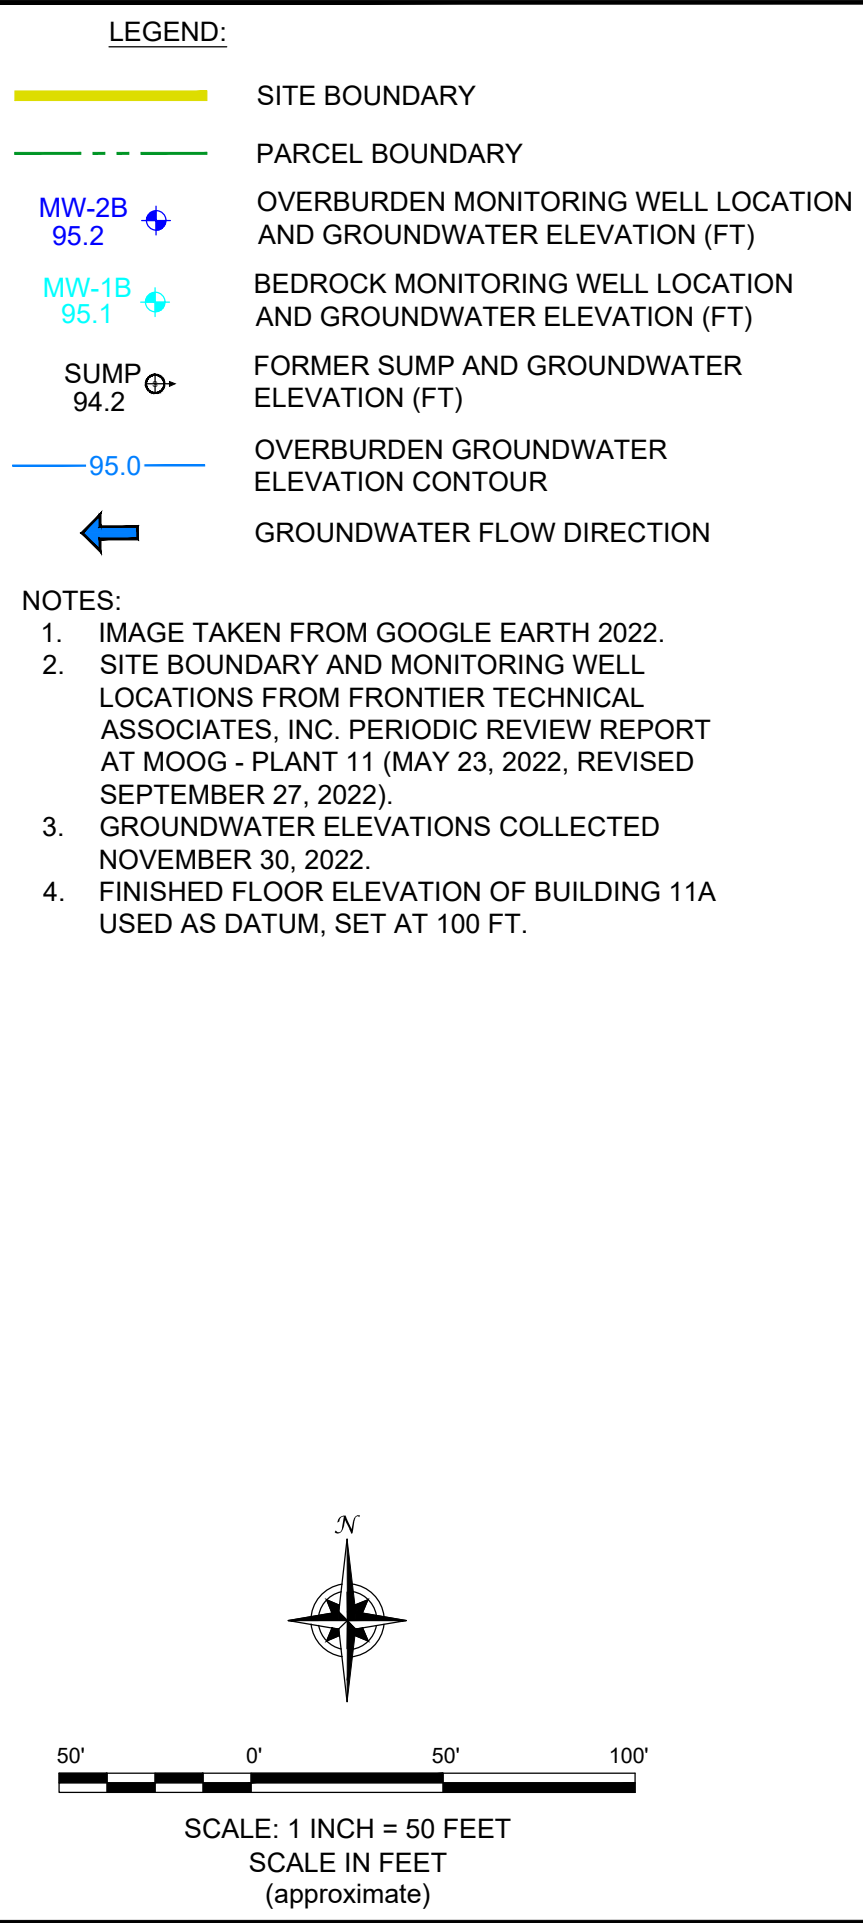 LEGEND:
SITE BOUNDARY
PARCEL BOUNDARY
MW-2B
95.2
OVERBURDEN MONITORING WELL LOCATION
AND GROUNDWATER ELEVATION (FT)
MW-1B
95.1
BEDROCK MONITORING WELL LOCATION
AND GROUNDWATER ELEVATION (FT)
SUMP
94.2
FORMER SUMP AND GROUNDWATER
ELEVATION (FT)
95.0
OVERBURDEN GROUNDWATER
ELEVATION CONTOUR
GROUNDWATER FLOW DIRECTION
NOTES:
1. IMAGE TAKEN FROM GOOGLE EARTH 2022.
2. SITE BOUNDARY AND MONITORING WELL
LOCATIONS FROM FRONTIER TECHNICAL
ASSOCIATES, INC. PERIODIC REVIEW REPORT
AT MOOG - PLANT 11 (MAY 23, 2022, REVISED
SEPTEMBER 27, 2022).
3. GROUNDWATER ELEVATIONS COLLECTED
NOVEMBER 30, 2022.
4. FINISHED FLOOR ELEVATION OF BUILDING 11A
USED AS DATUM, SET AT 100 FT.
N
50' 0' 50' 100'
SCALE: 1 INCH = 50 FEET
SCALE IN FEET
(approximate)